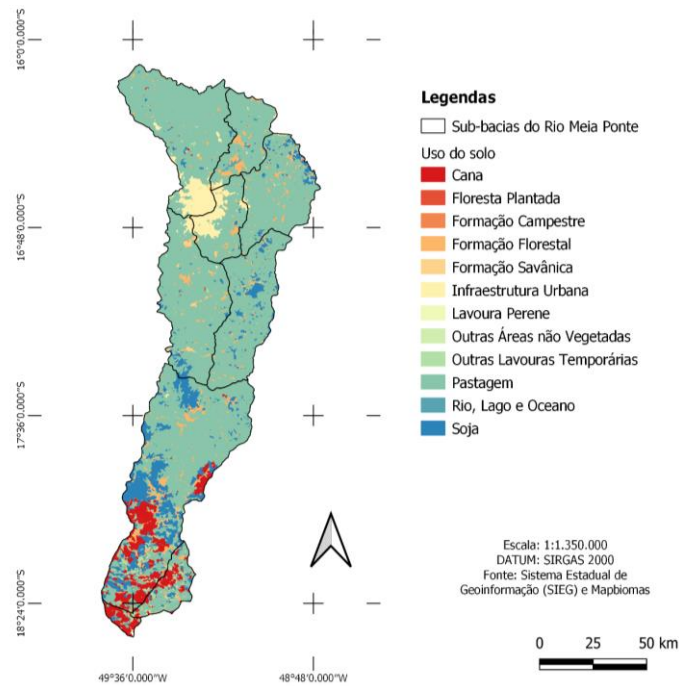 16°0'0.000"S
16°48'0.000"S
17°36'0.000"S
18°24'0.000"S
49°36'0.000"W
48°48'0.000"W
Legendas
Sub-bacias do Rio Meia Ponte
Uso do solo
Cana
Floresta Plantada
Formação Campestre
Formação Florestal
Formação Savânica
Infraestrutura Urbana
Lavoura Perene
Outras Áreas não Vegetadas
Outras Lavouras Temporárias
Pastagem
Rio, Lago e Oceano
Soja
Escala: 1:1.350.000
DATUM: SIRGAS 2000
Fonte: Sistema Estadual de
Geoinformação (SIEG) e Mapbiomas
0 25 50 km